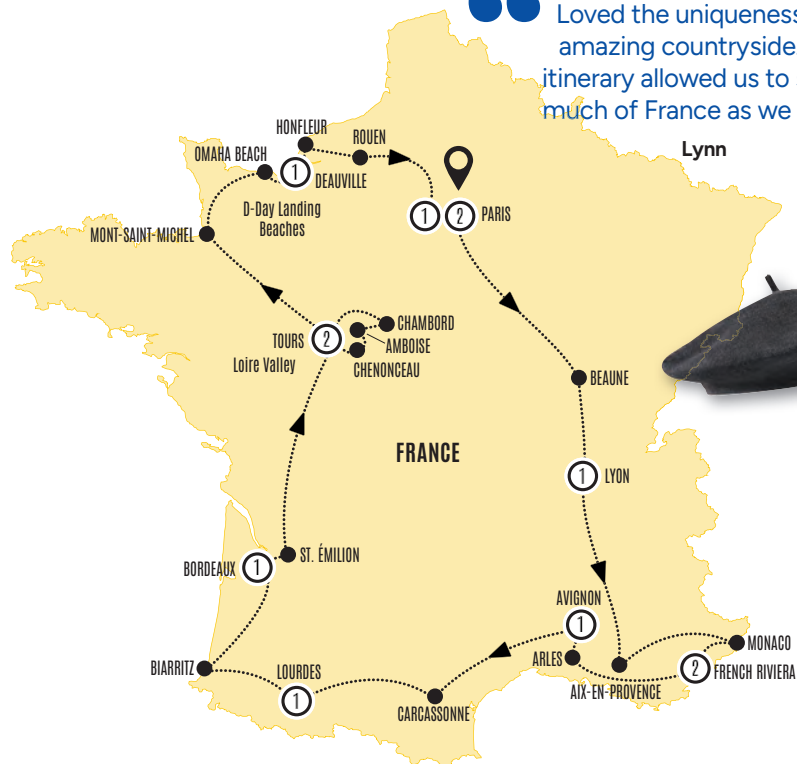 Loved the uniqueness
amazing countryside
itinerary allowed us to
much of France as we
Lynn
HONFLEUR
ROUEN
OMAHA BEACH
1
DEAUVILLE
D-Day Landing
Beaches
1
2
PARIS
MONT-SAINT-MICHEL
CHAMBORD
TOURS
2
AMBOISE
Loire Valley
CHENONCEAU
BEAUNE
FRANCE
1
LYON
ST. ÉMILION
BORDEAUX
1
AVIGNON
1
MONACO
ARLES
2
FRENCH RIVIERA
AIX-EN-PROVENCE
BIARRITZ
LOURDES
1
CARCASSONNE